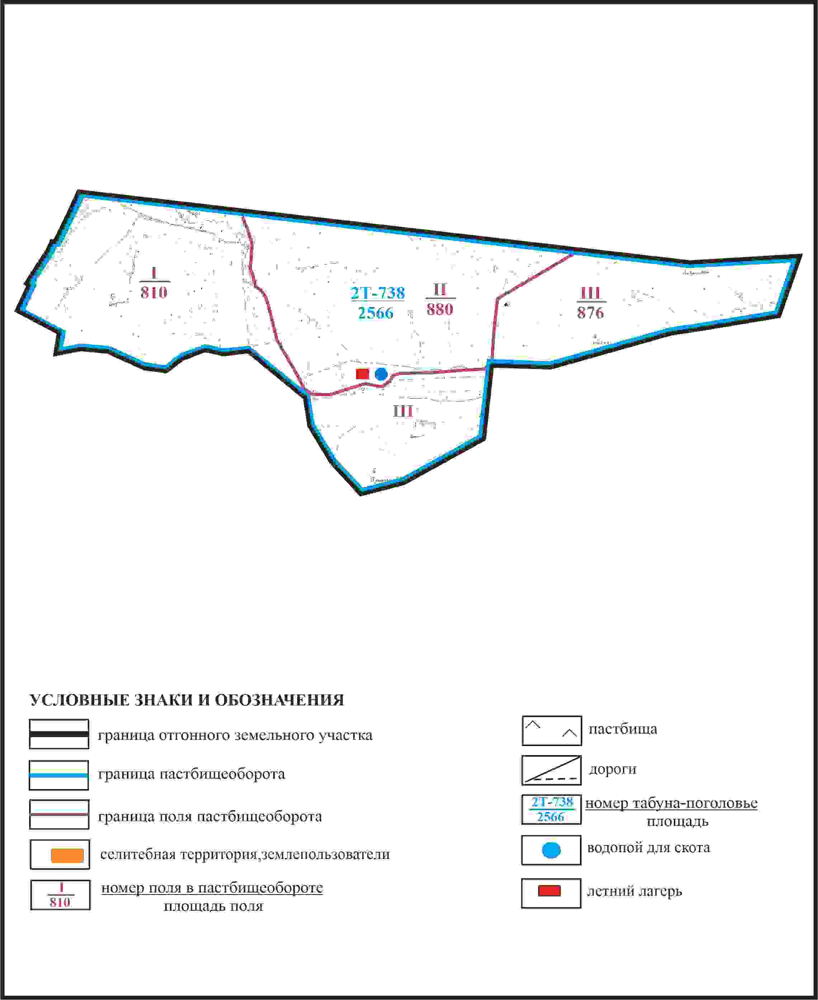 I
810
2Т-738
2566
II
880
III
876
III
УСЛОВНЫЕ ЗНАКИ И ОБОЗНАЧЕНИЯ
граница отгонного земельного участка
граница пастбищеоборота
граница поля пастбищеоборота
селитебная территория,землепользователи
I
810
номер поля в пастбищеобороте
площадь поля
пастбища
дороги
2Т-738
2566
номер табуна-поголовье
площадь
водопой для скота
летний лагерь